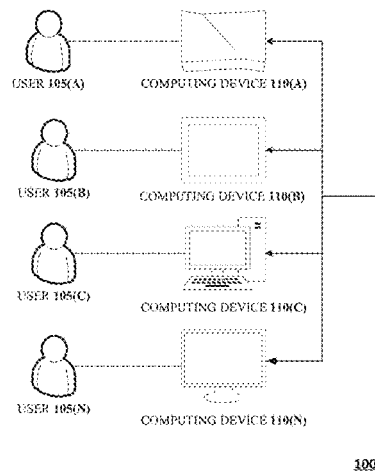 USER 105(A) COMPUTING DEVICE 110(A)
USER 105(B) COMPUTING DEVICE 110(B)
USER 105(C) COMPUTING DEVICE 110(C)
USER 105(N) COMPUTING DEVICE 110(N)
100